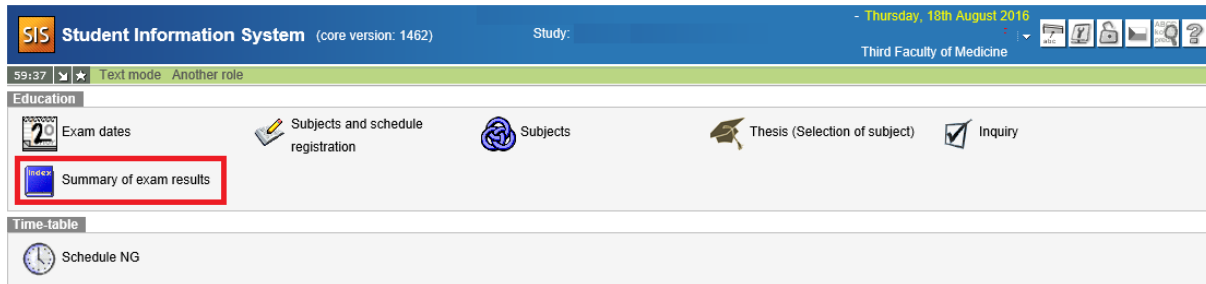 - Thursday, 18th August 2016
SIS Student Information System (core version: 1462) Study:
Third Faculty of Medicine
59:37 Text mode Another role
Education
Exam dates
Subjects and schedule
registration
Subjects
Thesis (Selection of subject)
Inquiry
Index
Summary of exam results
Time-table
Schedule NG